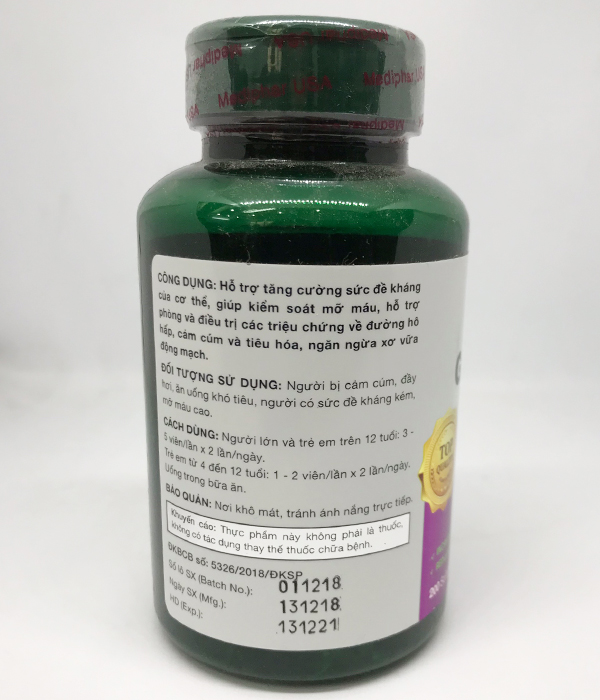 Medipharm USA
Medipharm USA
CÔNG DỤNG: Hỗ trợ tăng cường sức đề kháng
của cơ thể, giúp kiểm soát mỡ máu, hỗ trợ
phòng và điều trị các triệu chứng về đường hô
hấp, cảm cúm và tiêu hóa, ngăn ngừa xơ vữa
động mạch.
ĐỐI TƯỢNG SỬ DỤNG: Người bị cảm cúm, đầy
hơi, ăn uống khó tiêu, người có sức đề kháng kém,
mỡ máu cao.
CÁCH DÙNG: Người lớn và trẻ em trên 12 tuổi: 3 -
5 viên/lần x 2 lần/ngày.
Trẻ em từ 4 đến 12 tuổi: 1 - 2 viên/lần x 2 lần/ngày.
Uống trong bữa ăn.
BẢO QUẢN: Nơi khô mát, tránh ánh nắng trực tiếp.
Khuyến cáo: Thực phẩm này không phải là thuốc,
không có tác dụng thay thế thuốc chữa bệnh.
ĐKBCB số: 5326/2018/ĐKSP
Số lô SX (Batch No.): 011218
Ngày SX (Mfg.): 131218
HD (Exp.): 131221
TOP